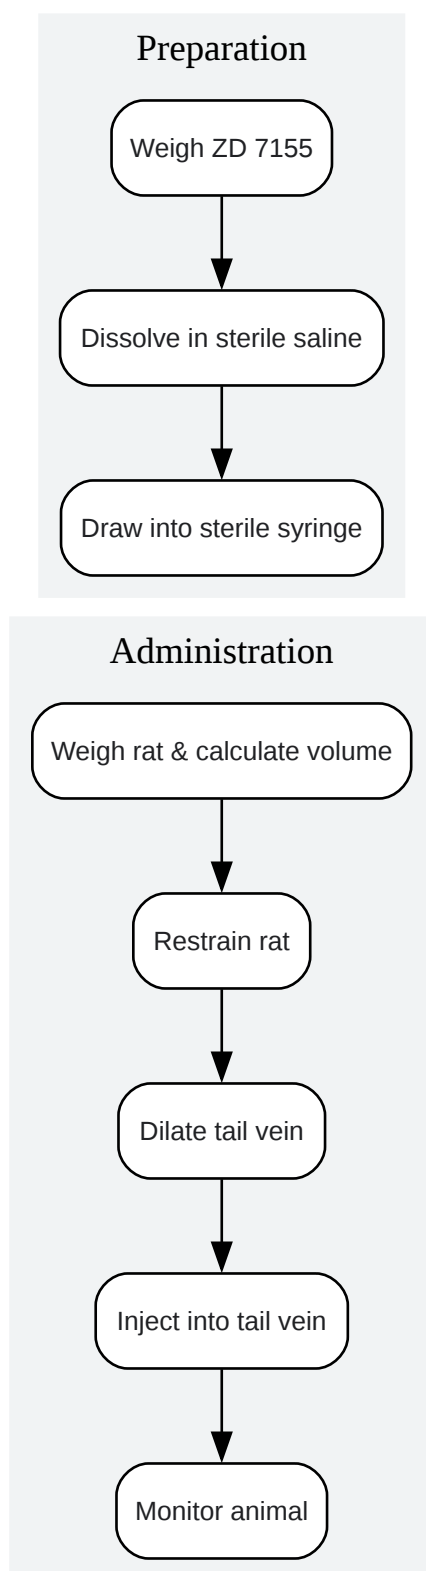 Preparation
Weigh ZD 7155
Dissolve in sterile saline
Draw into sterile syringe
Administration
Weigh rat & calculate volume
Restrain rat
Dilate tail vein
Inject into tail vein
Monitor animal